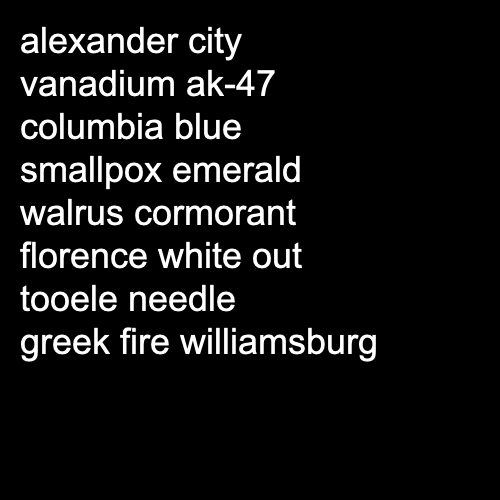 alexander city
vanadium ak-47
columbia blue
smallpox emerald
walrus cormorant
florence white out
tooele needle
greek fire williamsburg